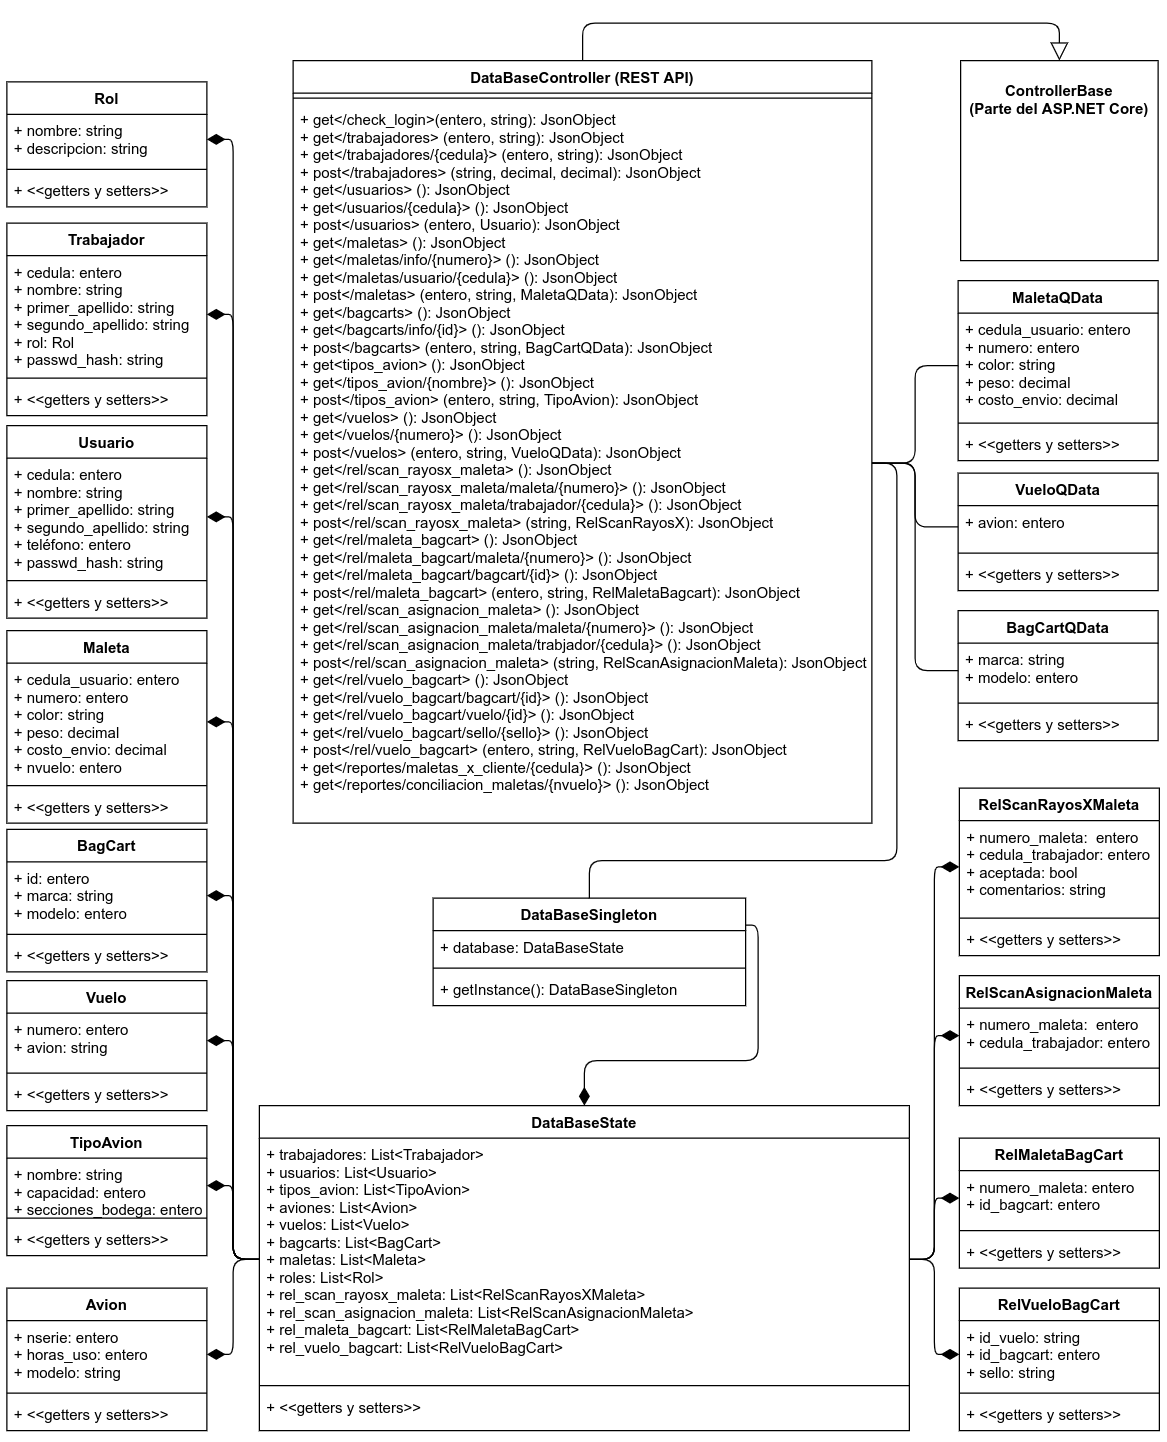 DataBaseController (REST API)
+ get</check_login>(entero, string): JsonObject
+ get</trabajadores> (entero, string): JsonObject
+ get</trabajadores/{cedula}> (entero, string): JsonObject
+ post</trabajadores> (string, decimal, decimal): JsonObject
+ get</usuarios> (): JsonObject
+ get</usuarios/{cedula}> (): JsonObject
+ post</usuarios> (entero, Usuario): JsonObject
+ get</maletas> (): JsonObject
+ get</maletas/info/{numero}> (): JsonObject
+ get</maletas/usuario/{cedula}> (): JsonObject
+ post</maletas> (entero, string, MaletaQData): JsonObject
+ get</bagcarts> (): JsonObject
+ get</bagcarts/info/{id}> (): JsonObject
+ post</bagcarts> (entero, string, BagCartQData): JsonObject
+ get<tipos_avion> (): JsonObject
+ get</tipos_avion/{nombre}> (): JsonObject
+ post</tipos_avion> (entero, string, TipoAvion): JsonObject
+ get</vuelos> (): JsonObject
+ get</vuelos/{numero}> (): JsonObject
+ post</vuelos> (entero, string, VueloQData): JsonObject
+ get</rel/scan_rayosx_maleta> (): JsonObject
+ get</rel/scan_rayosx_maleta/maleta/{numero}> (): JsonObject
+ get</rel/scan_rayosx_maleta/trabajador/{cedula}> (): JsonObject
+ post</rel/scan_rayosx_maleta> (string, RelScanRayosX): JsonObject
+ get</rel/maleta_bagcart> (): JsonObject
+ get</rel/maleta_bagcart/maleta/{numero}> (): JsonObject
+ get</rel/maleta_bagcart/bagcart/{id}> (): JsonObject
+ post</rel/maleta_bagcart> (entero, string, RelMaletaBagcart): JsonObject
+ get</rel/scan_asignacion_maleta> (): JsonObject
+ get</rel/scan_asignacion_maleta/maleta/{numero}> (): JsonObject
+ get</rel/scan_asignacion_maleta/trabjador/{cedula}> (): JsonObject
+ post</rel/scan_asignacion_maleta> (string, RelScanAsignacionMaleta): JsonObject
+ get</rel/vuelo_bagcart> (): JsonObject
+ get</rel/vuelo_bagcart/bagcart/{id}> (): JsonObject
+ get</rel/vuelo_bagcart/vuelo/{id}> (): JsonObject
+ get</rel/vuelo_bagcart/sello/{sello}> (): JsonObject
+ post</rel/vuelo_bagcart> (entero, string, RelVueloBagCart): JsonObject
+ get</reportes/maletas_x_cliente/{cedula}> (): JsonObject
+ get</reportes/conciliacion_maletas/{nvuelo}> (): JsonObject
ControllerBase
(Parte del ASP.NET Core)
Rol
+ nombre: string
+ descripcion: string
+ <<getters y setters>>
Trabajador
+ cedula: entero
+ nombre: string
+ primer_apellido: string
+ segundo_apellido: string
+ rol: Rol
+ passwd_hash: string
+ <<getters y setters>>
Usuario
+ cedula: entero
+ nombre: string
+ primer_apellido: string
+ segundo_apellido: string
+ teléfono: entero
+ passwd_hash: string
+ <<getters y setters>>
Maleta
+ cedula_usuario: entero
+ numero: entero
+ color: string
+ peso: decimal
+ costo_envio: decimal
+ nvuelo: entero
+ <<getters y setters>>
BagCart
+ id: entero
+ marca: string
+ modelo: entero
+ <<getters y setters>>
Vuelo
+ numero: entero
+ avion: string
+ <<getters y setters>>
TipoAvion
+ nombre: string
+ capacidad: entero
+ secciones_bodega: entero
+ <<getters y setters>>
Avion
+ nserie: entero
+ horas_uso: entero
+ modelo: string
+ <<getters y setters>>
MaletaQData
+ cedula_usuario: entero
+ numero: entero
+ color: string
+ peso: decimal
+ costo_envio: decimal
+ <<getters y setters>>
VueloQData
+ avion: entero
+ <<getters y setters>>
BagCartQData
+ marca: string
+ modelo: entero
+ <<getters y setters>>
DataBaseSingleton
+ database: DataBaseState
+ getInstance(): DataBaseSingleton
DataBaseState
+ trabajadores: List<Trabajador>
+ usuarios: List<Usuario>
+ tipos_avion: List<TipoAvion>
+ aviones: List<Avion>
+ vuelos: List<Vuelo>
+ bagcarts: List<BagCart>
+ maletas: List<Maleta>
+ roles: List<Rol>
+ rel_scan_rayosx_maleta: List<RelScanRayosXMaleta>
+ rel_scan_asignacion_maleta: List<RelScanAsignacionMaleta>
+ rel_maleta_bagcart: List<RelMaletaBagCart>
+ rel_vuelo_bagcart: List<RelVueloBagCart>
+ <<getters y setters>>
RelScanRayosXMaleta
+ numero_maleta:  entero
+ cedula_trabajador: entero
+ aceptada: bool
+ comentarios: string
+ <<getters y setters>>
RelScanAsignacionMaleta
+ numero_maleta:  entero
+ cedula_trabajador: entero
+ <<getters y setters>>
RelMaletaBagCart
+ numero_maleta: entero
+ id_bagcart: entero
+ <<getters y setters>>
RelVueloBagCart
+ id_vuelo: string
+ id_bagcart: entero
+ sello: string
+ <<getters y setters>>